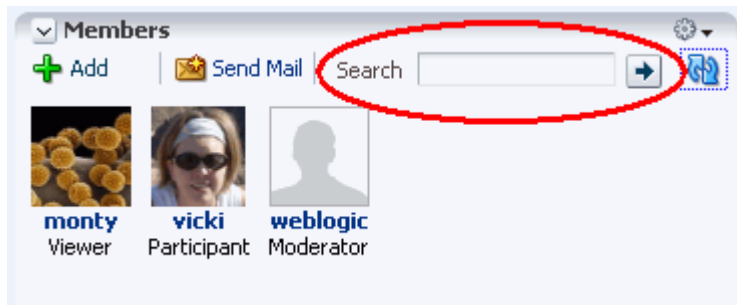 Members
Add Send Mail Search
monty vicki weblogic
Viewer Participant Moderator